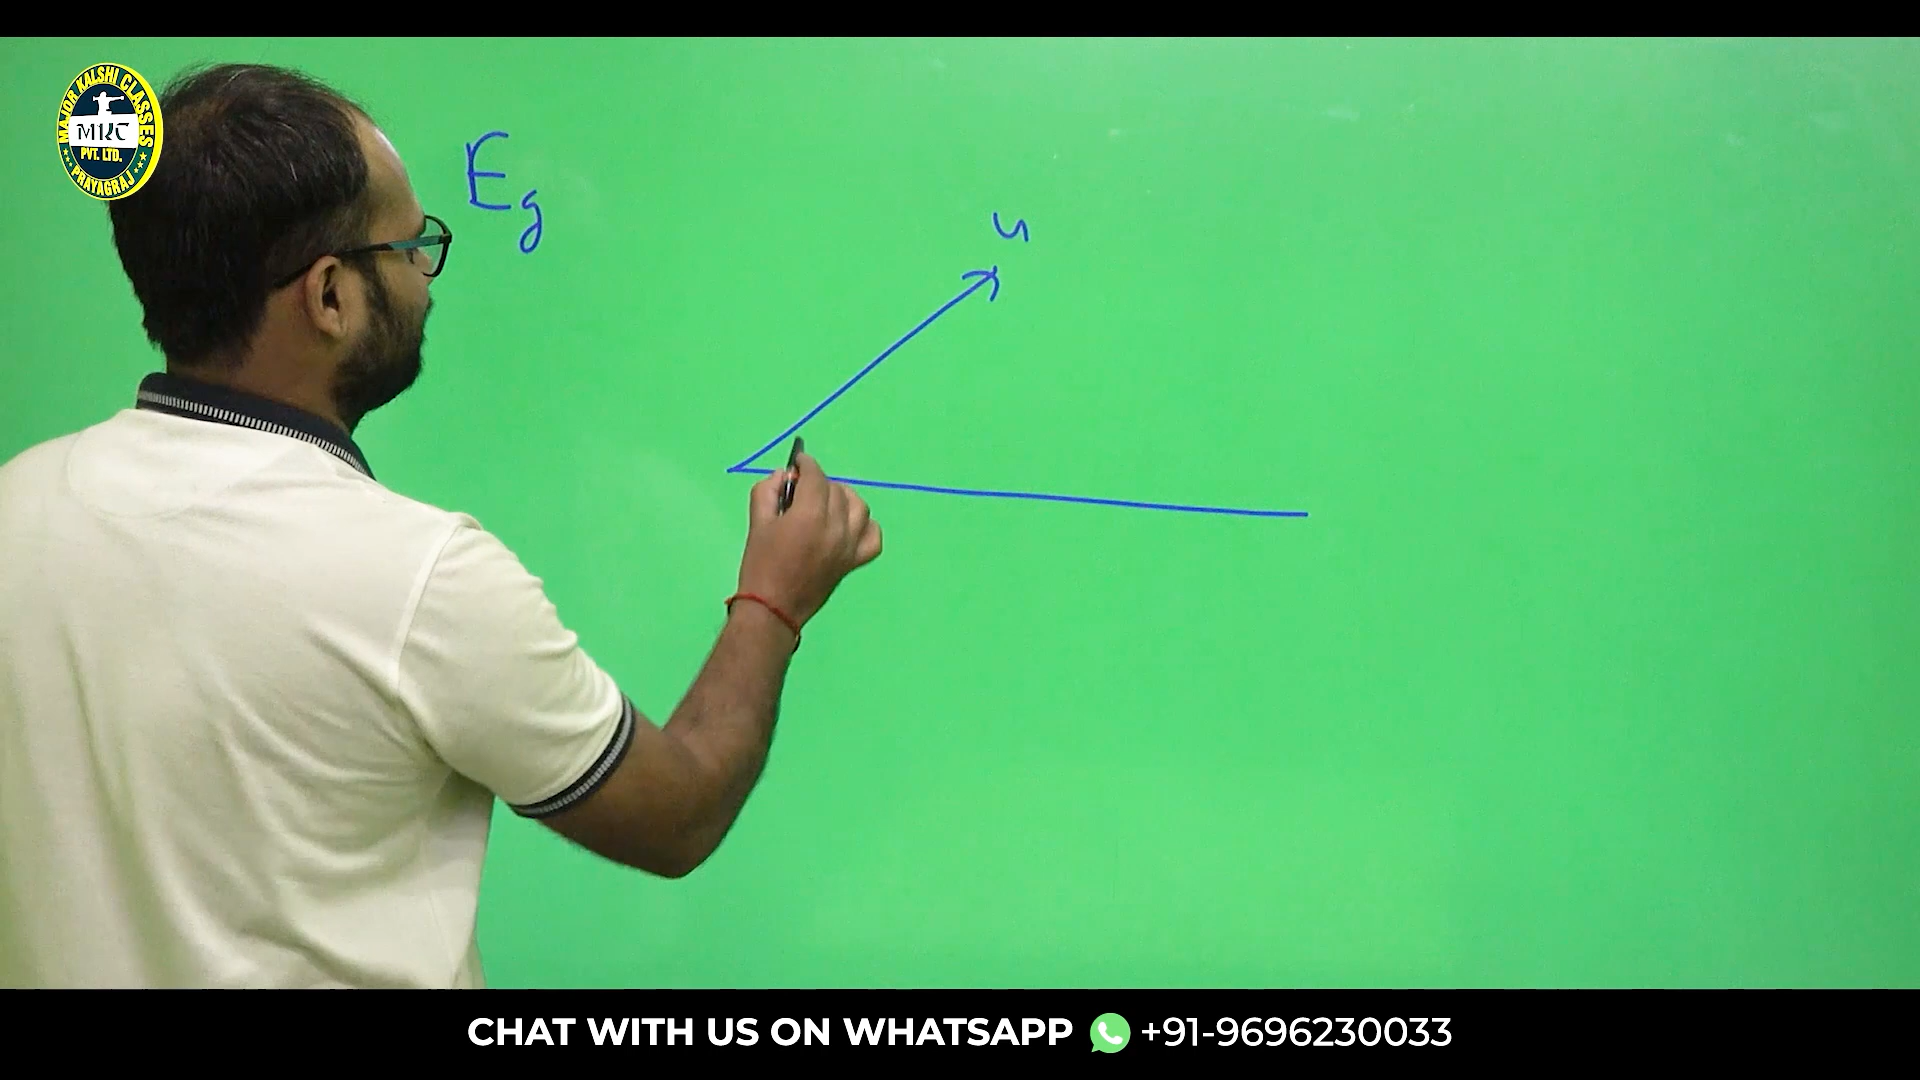 MAJOR KALSHI CLASSES
MKC
PVT. LTD.
PRAYAGRAJ
Eg
u
CHAT WITH US ON WHATSAPP +91-9696230033